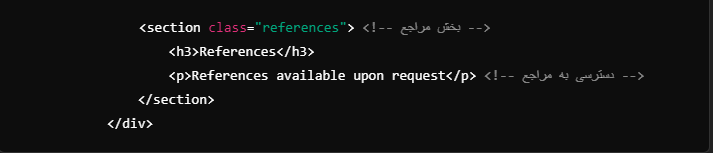 <section class="references"> <!-- بخش مراجع -->
<h3>References</h3>
<p>References available upon request</p> <!-- دسترسی به مراجع -->
</section>
</div>